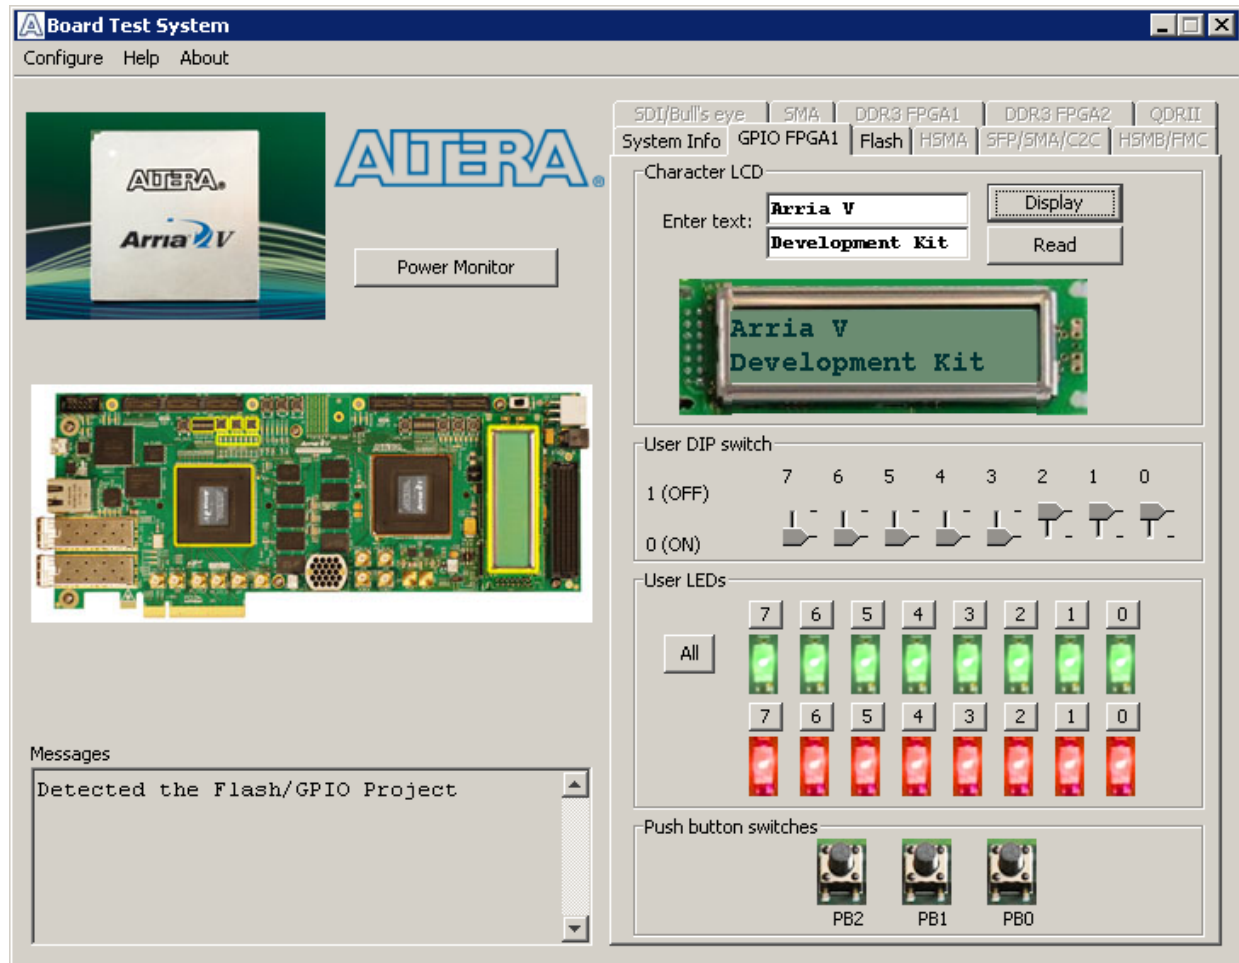 Board Test System
Configure Help About
ALTERA
Arria V
ALTERA
Power Monitor
Messages
Detected the Flash/GPIO Project
SDI/Bull's eye SMA DDR3 FPGA1 DDR3 FPGA2 QDRII
System Info GPIO FPGA1 Flash HSMA SFP/SMA/C2C HSMB/FMC
Character LCD
Enter text:
Arria V
Development Kit
Display
Read
Arria V
Development Kit
User DIP switch
7 6 5 4 3 2 1 0
1 (OFF)
0 (ON)
User LEDs
7 6 5 4 3 2 1 0
All
7 6 5 4 3 2 1 0
Push button switches
PB2 PB1 PB0